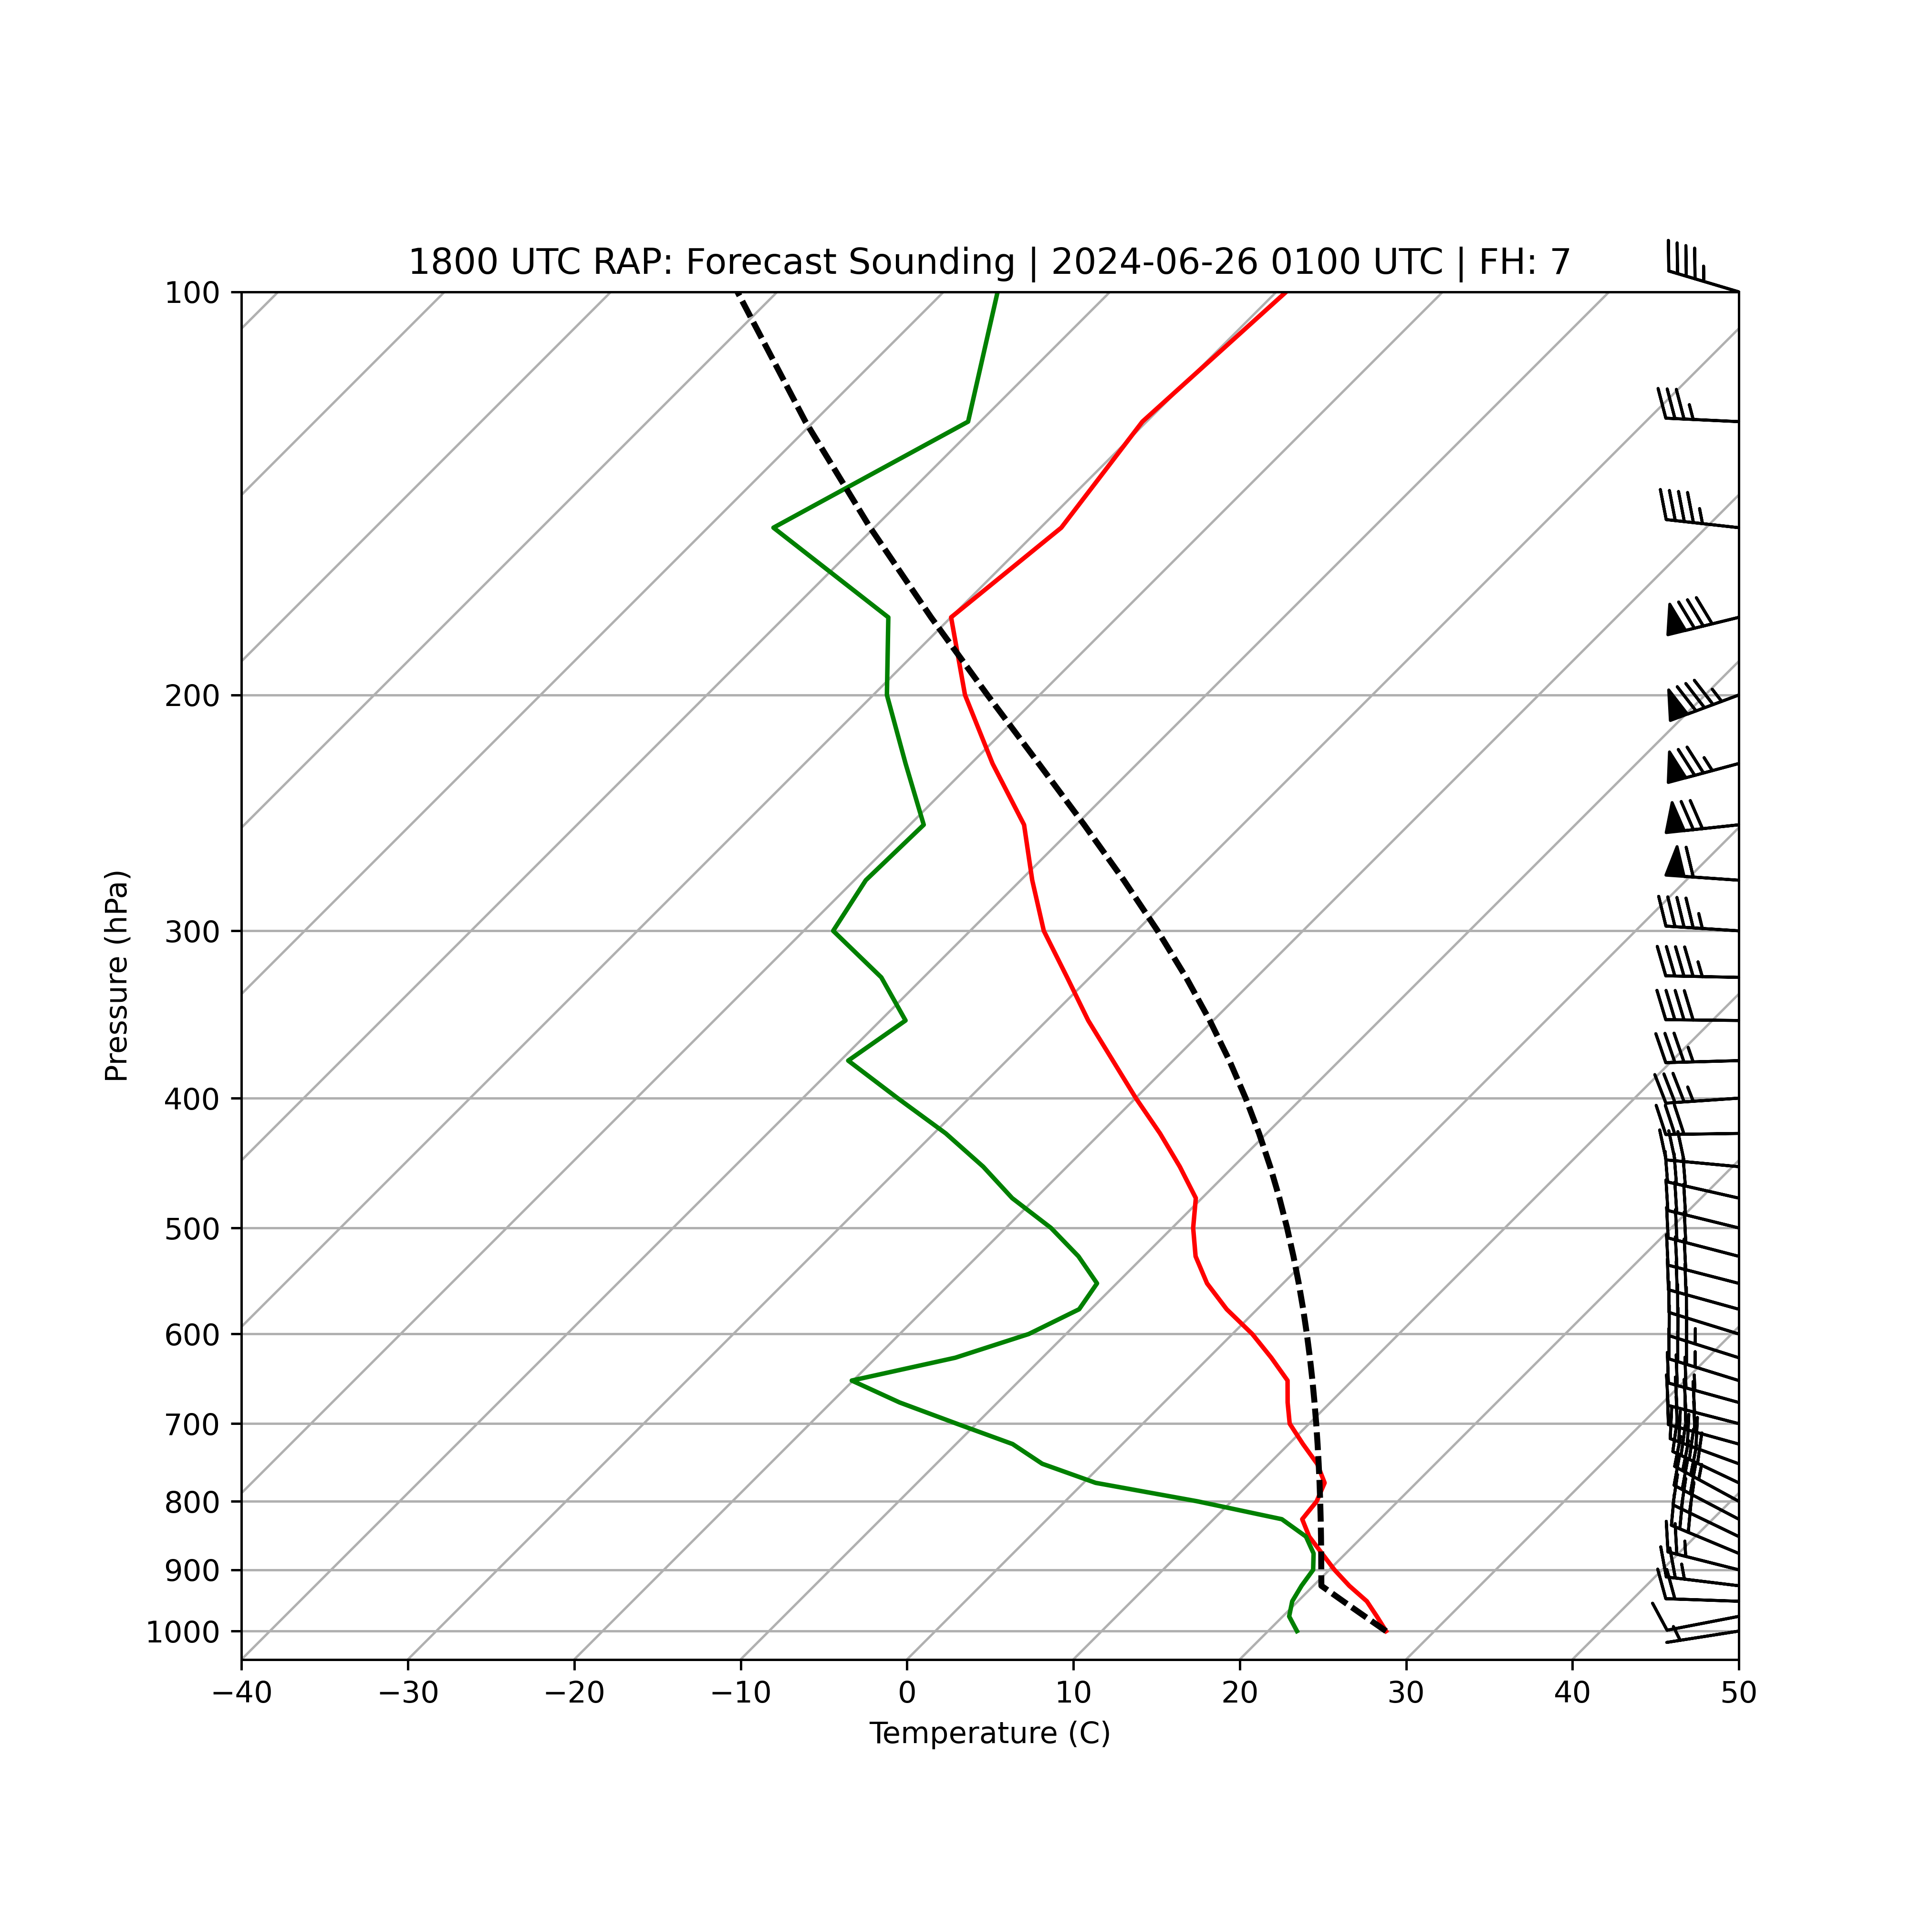 1800 UTC RAP: Forecast Sounding | 2024-06-26 0100 UTC | FH: 7
100
200
300
400
500
600
700
800
900
1000
Pressure (hPa)
−40 −30 −20 −10 0 10 20 30 40 50
Temperature (C)